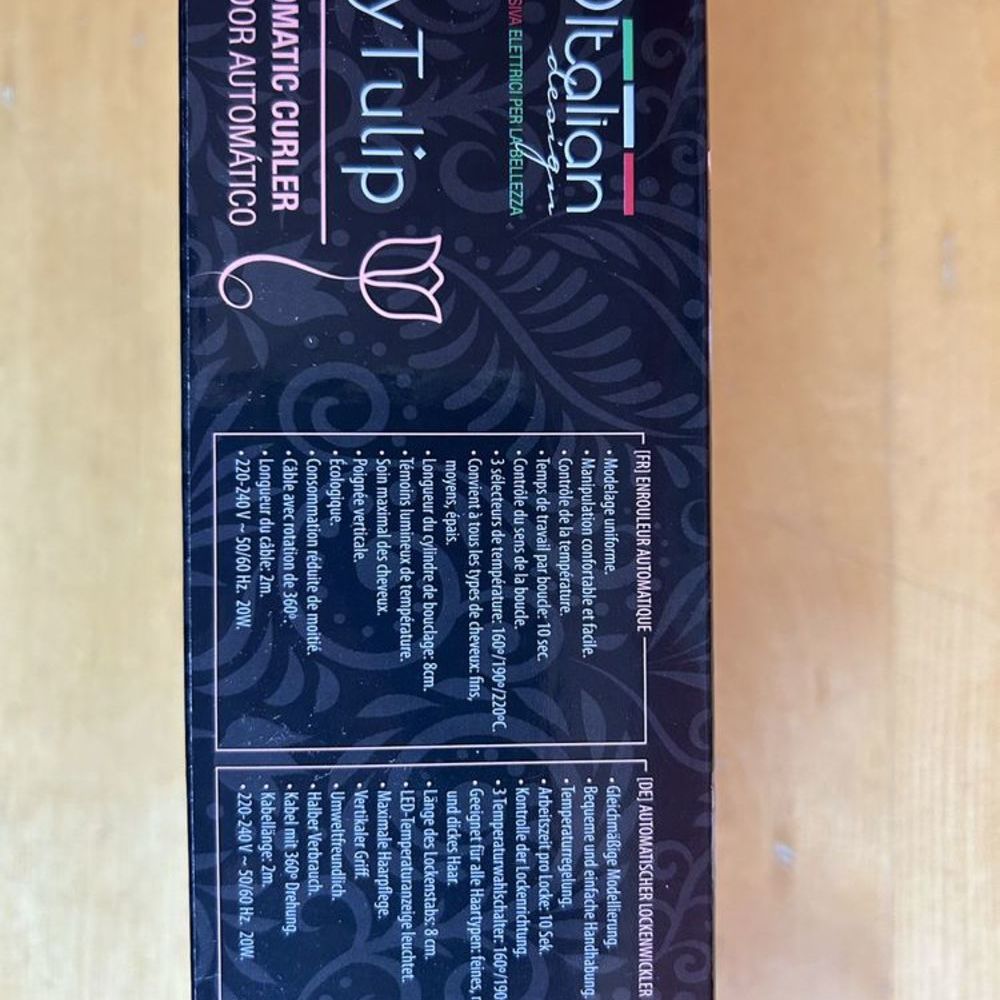 Italian
design
ELETTRICI PER LA BELLEZZA
Tulip
CURLER
AUTOMÁTICO
[FR] ENROULEUR AUTOMATIQUE
• Modelage uniforme.
• Manipulation confortable et facile.
• Contrôle de la température.
• Temps de travail par boucle: 10 sec.
• Contrôle du sens de la boucle.
• 3 sélecteurs de température: 160º/190º/220ºC.
• Convient à tous les types de cheveux: fins,
moyens, épais.
• Longueur du cylindre de bouclage: 8cm.
• Témoins lumineux de température.
• Soin maximal des cheveux.
• Poignée verticale.
• Écologique.
• Consommation réduite de moitié.
• Câble avec rotation de 360º.
• Longueur du câble: 2m.
• 220-240 V ~ 50/60 Hz. 20W.
[DE] AUTOMATISCHER LOCKENWICKLER
• Gleichmäßige Modellierung.
• Bequeme und einfache Handhabung.
• Temperaturregelung.
• Arbeitszeit pro Locke: 10 Sek.
• Kontrolle der Lockenrichtung.
• 3 Temperaturwahlschalter: 160º/190
• Geeignet für alle Haartypen: feines,
und dickes Haar.
• Länge des Lockenstabs: 8 cm.
• LED-Temperaturanzeige leuchtet.
• Maximale Haarpflege.
• Vertikaler Griff.
• Umweltfreundlich.
• Halber Verbrauch.
• Kabel mit 360º Drehung.
• Kabellänge: 2m.
• 220-240 V ~ 50/60 Hz. 20W.